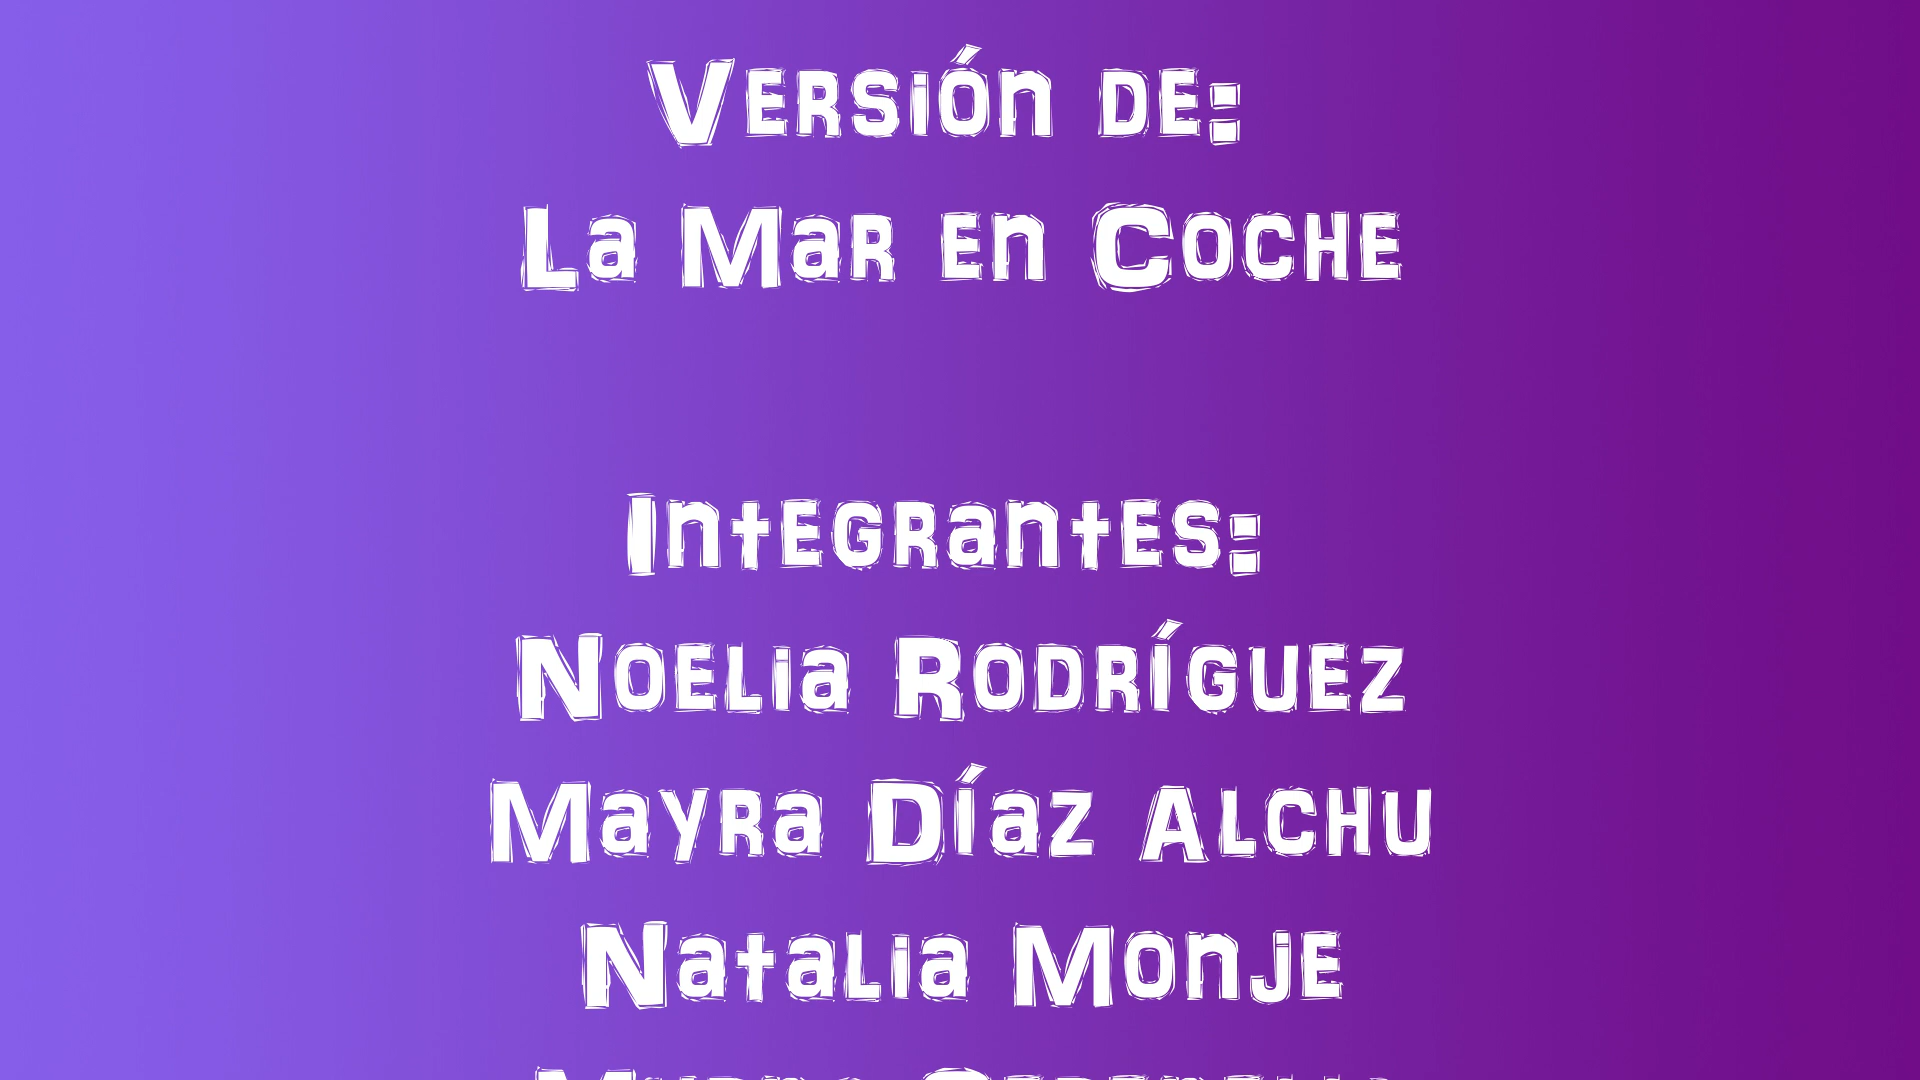 Versión de:
La Mar en Coche
Integrantes:
Noelia Rodríguez
Mayra Díaz Alchu
Natalia Monje